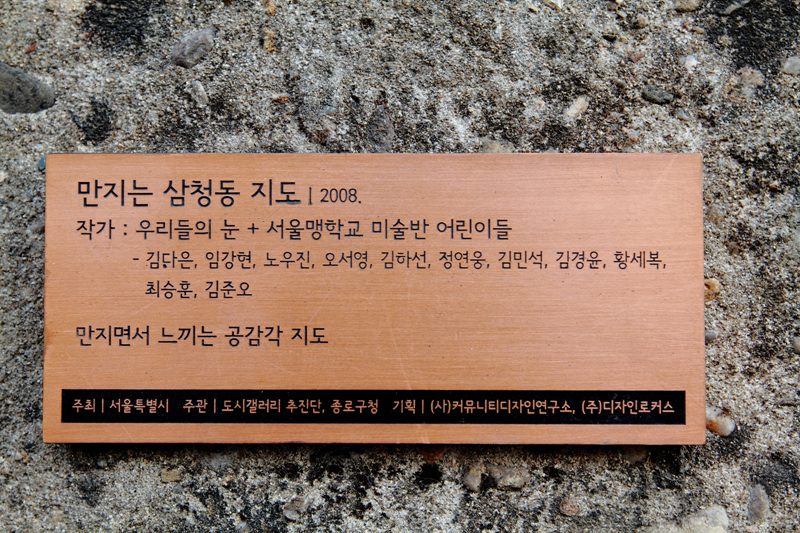 만지는 삼청동 지도 | 2008.
작가 : 우리들의 눈 + 서울맹학교 미술반 어린이들
- 김다은, 임강현, 노우진, 오서영, 김하선, 정연웅, 김민석, 김경윤, 황세복,
최승훈, 김준오
만지면서 느끼는 공감각 지도
주최 | 서울특별시 주관 | 도시갤러리 추진단, 종로구청 기획 | (사)커뮤니티디자인연구소, (주)디자인로커스